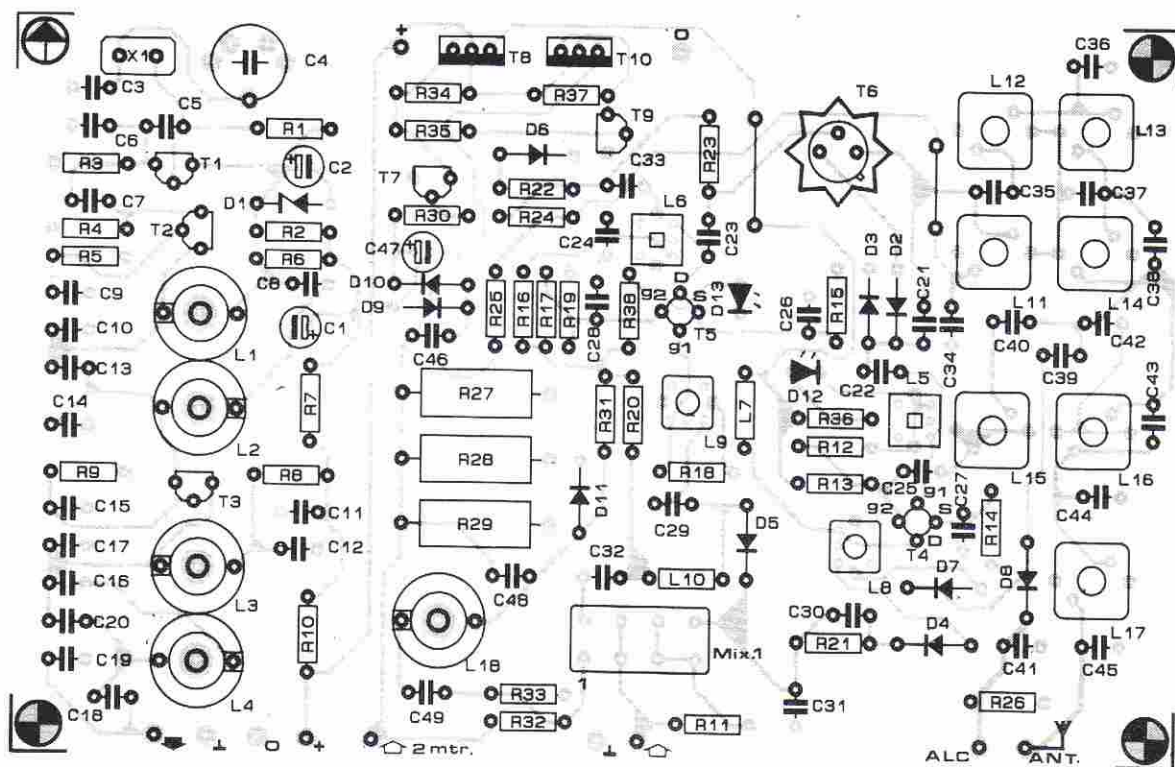 X1
C4
C3
C5
C6
R1
R3
T1
C2
C7
D1
R4
T2
R2
R5
R6
C8
C9
C10
C1
L1
C13
C14
R7
L2
R9
R8
T3
C15
C11
C17
C12
C16
L3
C20
R10
C19
C18
L4
⊥
O
+
+
T8
T10
O
R34
R37
R35
T9
D6
R23
T7
C33
R22
R30
R24
L6
C47
C24
C23
D10
D9
R25
R16
R17
R19
C28
R38
g2
D
S
T5
g1
D13
C46
R27
R31
R20
L9
L7
R28
R18
R29
D11
C29
D5
C32
C48
L10
L18
Mix.1
1
C49
R33
R32
R11
2 mtr.
⊥
T6
C36
L12
L13
C35
C37
D3
D2
C21
C38
C26
R15
L11
L14
C34
C40
C42
C22
L5
C39
C43
D12
R36
R12
R13
C25
g1
g2
S
D
T4
C27
R14
L15
L16
C44
D7
L8
D8
C30
R21
D4
C41
L17
C45
C31
R26
ALC
ANT.